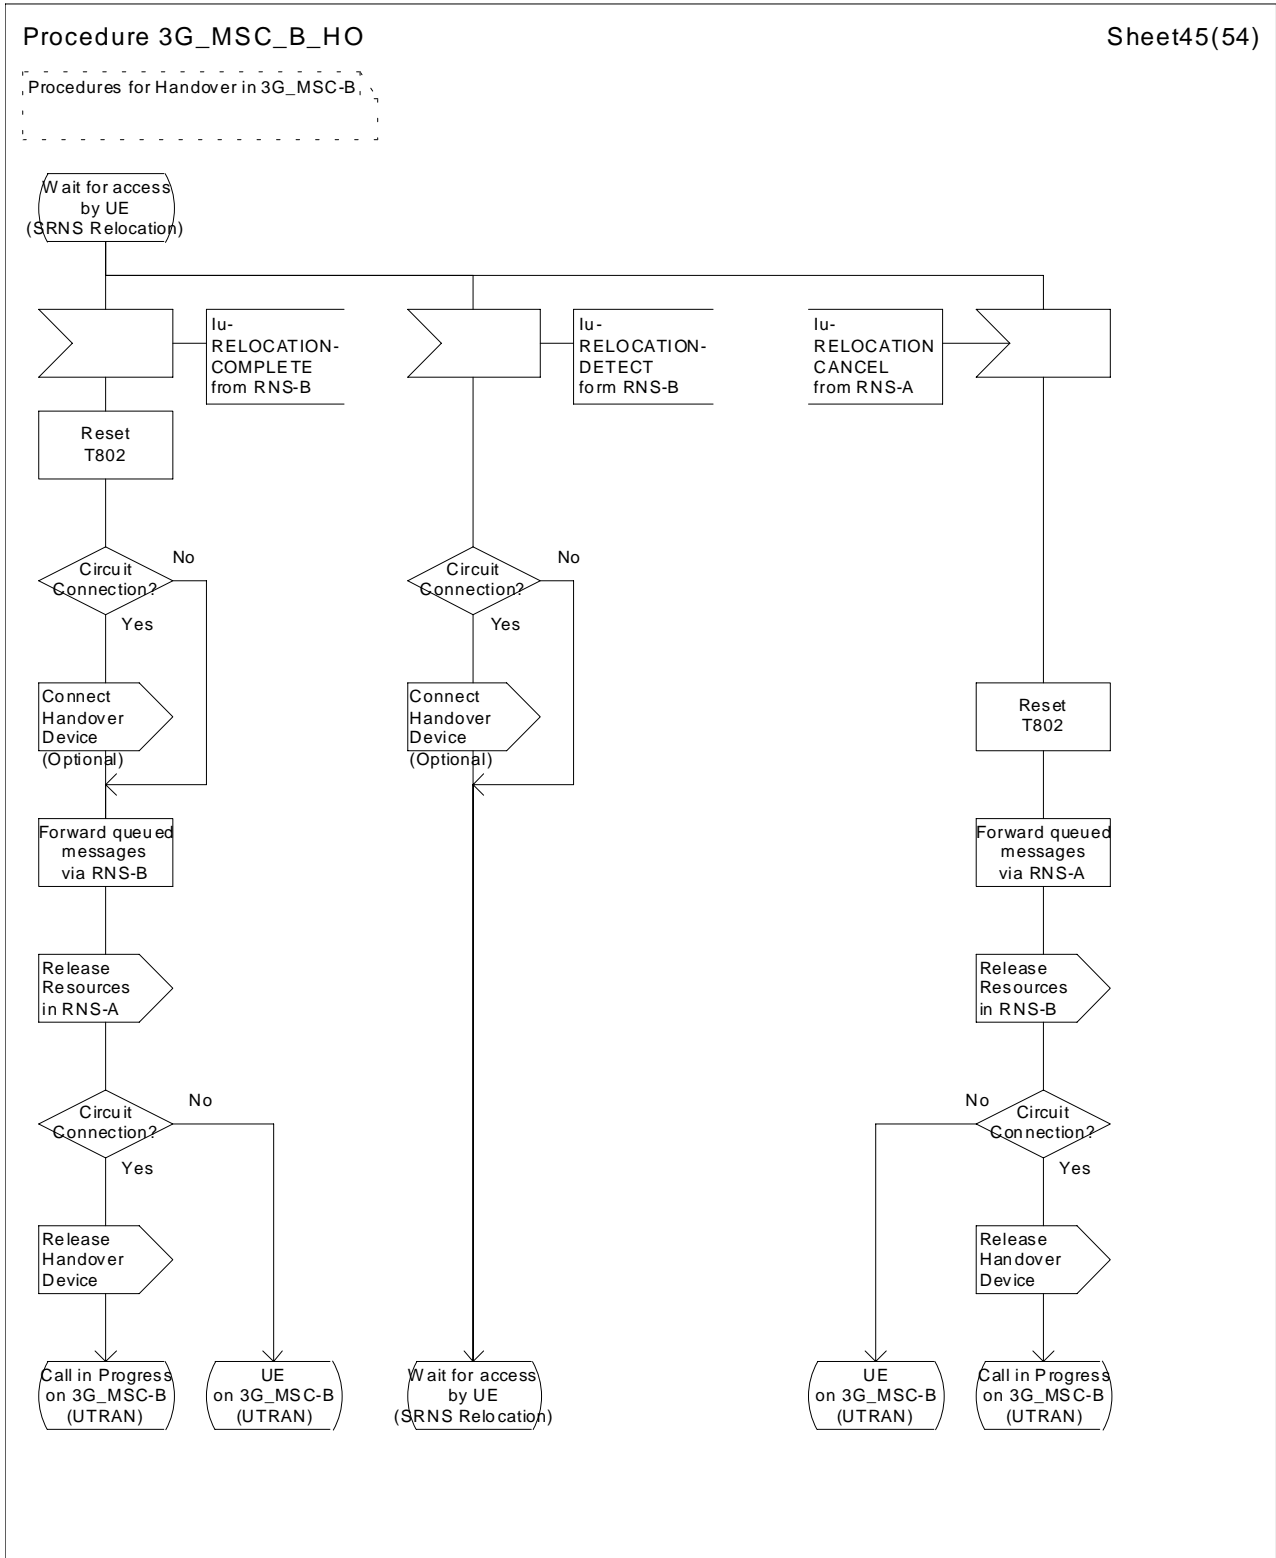 Procedure 3G_MSC_B_HO
Sheet45(54)
Procedures for Handover in 3G_MSC-B
Wait for access
by UE
(SRNS Relocation)
Iu-
RELOCATION-
COMPLETE
from RNS-B
Iu-
RELOCATION-
DETECT
form RNS-B
Iu-
RELOCATION
CANCEL
from RNS-A
Reset
T802
Circuit
Connection?
No
Yes
Circuit
Connection?
No
Yes
Connect
Handover
Device
(Optional)
Connect
Handover
Device
(Optional)
Reset
T802
Forward queued
messages
via RNS-B
Forward queued
messages
via RNS-A
Release
Resources
in RNS-A
Release
Resources
in RNS-B
Circuit
Connection?
No
Yes
No
Circuit
Connection?
Yes
Release
Handover
Device
Release
Handover
Device
Call in Progress
on 3G_MSC-B
(UTRAN)
UE
on 3G_MSC-B
(UTRAN)
Wait for access
by UE
(SRNS Relocation)
UE
on 3G_MSC-B
(UTRAN)
Call in Progress
on 3G_MSC-B
(UTRAN)